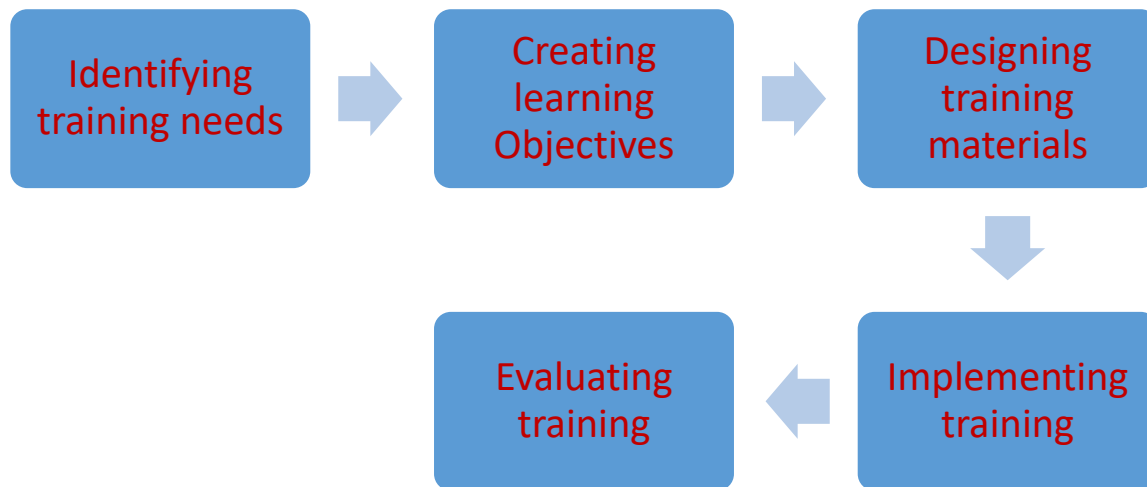 Identifying
training needs
Creating
learning
Objectives
Designing
training
materials
Implementing
training
Evaluating
training